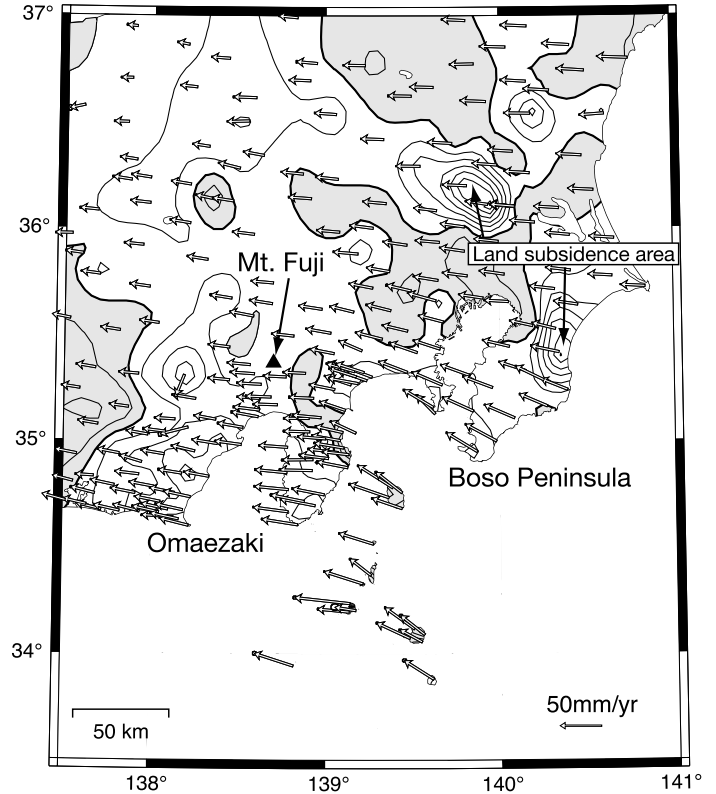 37°
Mt. Fuji
Land subsidence area
36°
35°
Boso Peninsula
Omaezaki
34°
50mm/yr
50 km
138°
139°
140°
141°